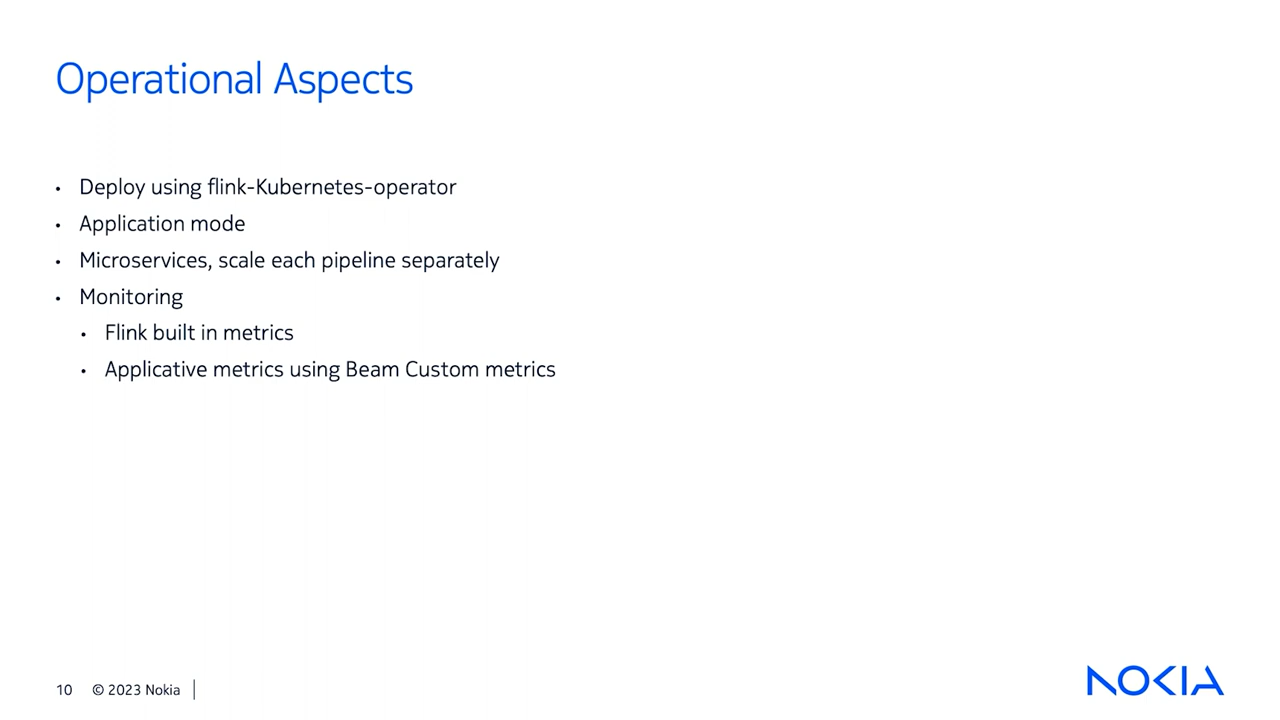 Operational Aspects
• Deploy using flink-Kubernetes-operator
• Application mode
• Microservices, scale each pipeline separately
• Monitoring
• Flink built in metrics
• Applicative metrics using Beam Custom metrics
10 © 2023 Nokia
NOKIA